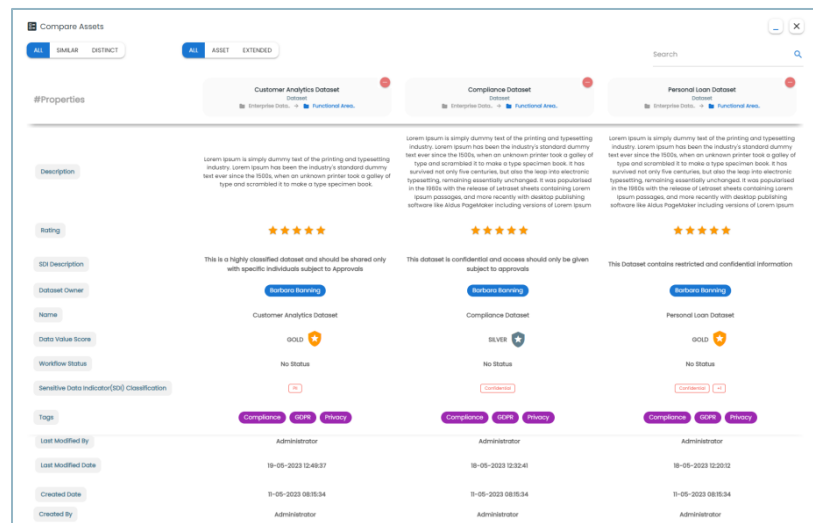 Compare Assets
ALL SIMILAR DISTINCT
ALL ASSET EXTENDED
Search
#Properties
Customer Analytics Dataset
Dataset
Enterprise Data.. → Functional Area..
Compliance Dataset
Dataset
Enterprise Data.. → Functional Area..
Personal Loan Dataset
Dataset
Enterprise Data.. → Functional Area..
Description
Lorem Ipsum is simply dummy text of the printing and typesetting
industry. Lorem Ipsum has been the industry's standard dummy
text ever since the 1500s, when an unknown printer took a galley of
type and scrambled it to make a type specimen book.
Lorem Ipsum is simply dummy text of the printing and typesetting
industry. Lorem Ipsum has been the industry's standard dummy
text ever since the 1500s, when an unknown printer took a galley of
type and scrambled it to make a type specimen book. It has
survived not only five centuries, but also the leap into electronic
typesetting, remaining essentially unchanged. It was popularised
in the 1960s with the release of Letraset sheets containing Lorem
Ipsum passages, and more recently with desktop publishing
software like Aldus PageMaker including versions of Lorem Ipsum
Lorem Ipsum is simply dummy text of the printing and typesetting
industry. Lorem Ipsum has been the industry's standard dummy
text ever since the 1500s, when an unknown printer took a galley of
type and scrambled it to make a type specimen book. It has
survived not only five centuries, but also the leap into electronic
typesetting, remaining essentially unchanged. It was popularised
in the 1960s with the release of Letraset sheets containing Lorem
Ipsum passages, and more recently with desktop publishing
software like Aldus PageMaker including versions of Lorem Ipsum
Rating
SDI Description
This is a highly classified dataset and should be shared only
with specific individuals subject to Approvals
This dataset is confidential and access should only be given
subject to approvals
This Dataset contains restricted and confidential information
Dataset Owner
Barbara Banning
Barbara Banning
Barbara Banning
Name
Customer Analytics Dataset
Compliance Dataset
Personal Loan Dataset
Data Value Score
GOLD
SILVER
GOLD
Workflow Status
No Status
No Status
No Status
Sensitive Data Indicator(SDI) Classification
Confidential
Confidential +1
Tags
Compliance GDPR Privacy
Compliance GDPR Privacy
Compliance GDPR Privacy
Last Modified By
Administrator
Administrator
Administrator
Last Modified Date
19-05-2023 12:49:37
18-05-2023 12:32:41
18-05-2023 12:20:12
Created Date
11-05-2023 08:15:34
11-05-2023 08:15:34
11-05-2023 08:15:34
Created By
Administrator
Administrator
Administrator